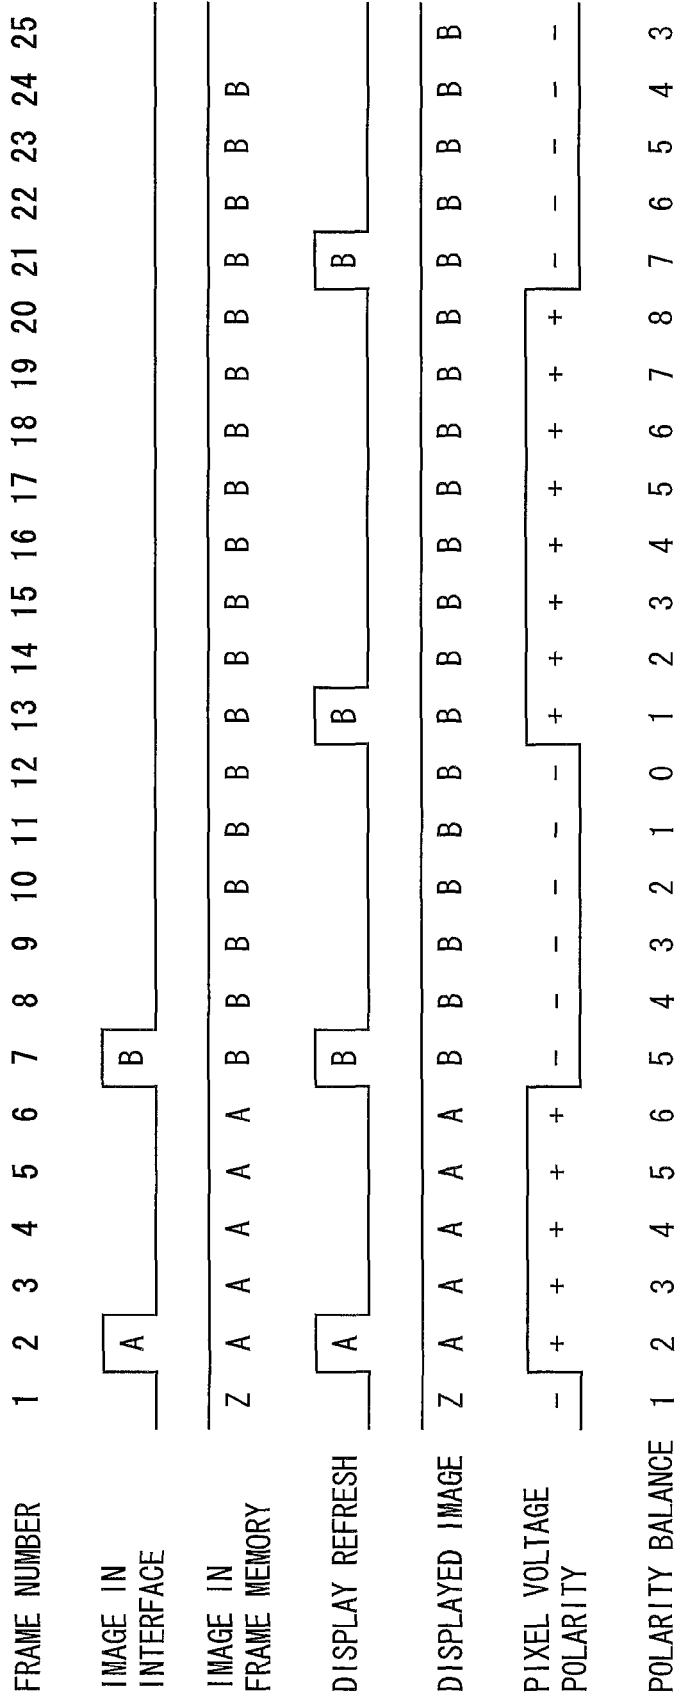 FRAME NUMBER 1 2 3 4 5 6 7 8 9 10 11 12 13 14 15 16 17 18 19 20 21 22 23 24 25
IMAGE IN
INTERFACE A B
IMAGE IN
FRAME MEMORY Z A A A A A B B B B B B B B B B B B B B B B B B
DISPLAY REFRESH A B B B
DISPLAYED IMAGE Z A A A A A B B B B B B B B B B B B B B B B B B B
PIXEL VOLTAGE
POLARITY − + + + + + − − − − − − + + + + + + + + − − − − −
POLARITY BALANCE 1 2 3 4 5 6 5 4 3 2 1 0 1 2 3 4 5 6 7 8 7 6 5 4 3